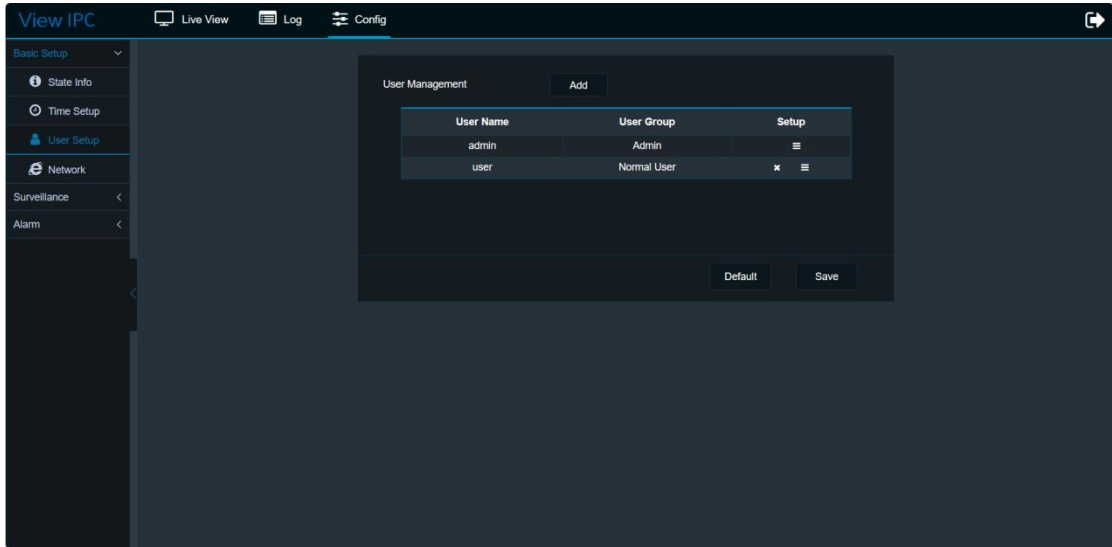 View IPC
Live View
Log
Config
Basic Setup
State Info
Time Setup
User Setup
Network
Surveillance
Alarm
User Management Add
User Name User Group Setup
admin Admin
user Normal User
Default Save